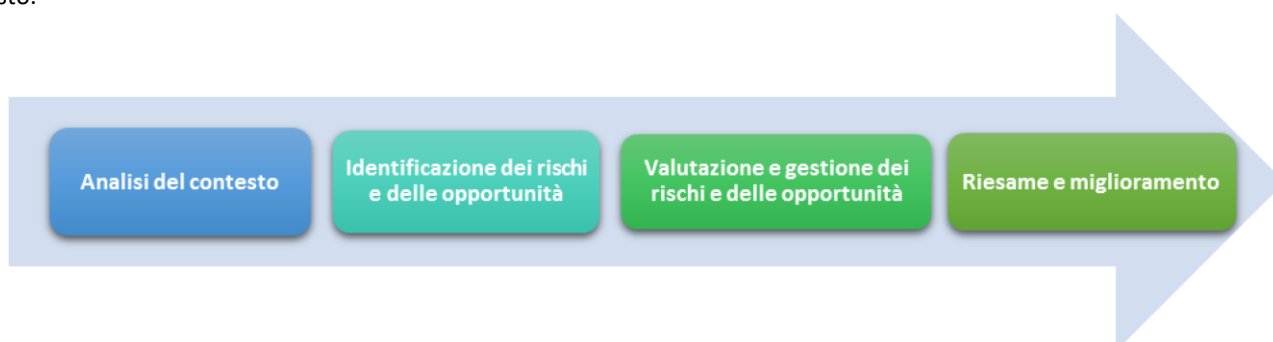 Analisi del contesto
Identificazione dei rischi
e delle opportunità
Valutazione e gestione dei
rischi e delle opportunità
Riesame e miglioramento